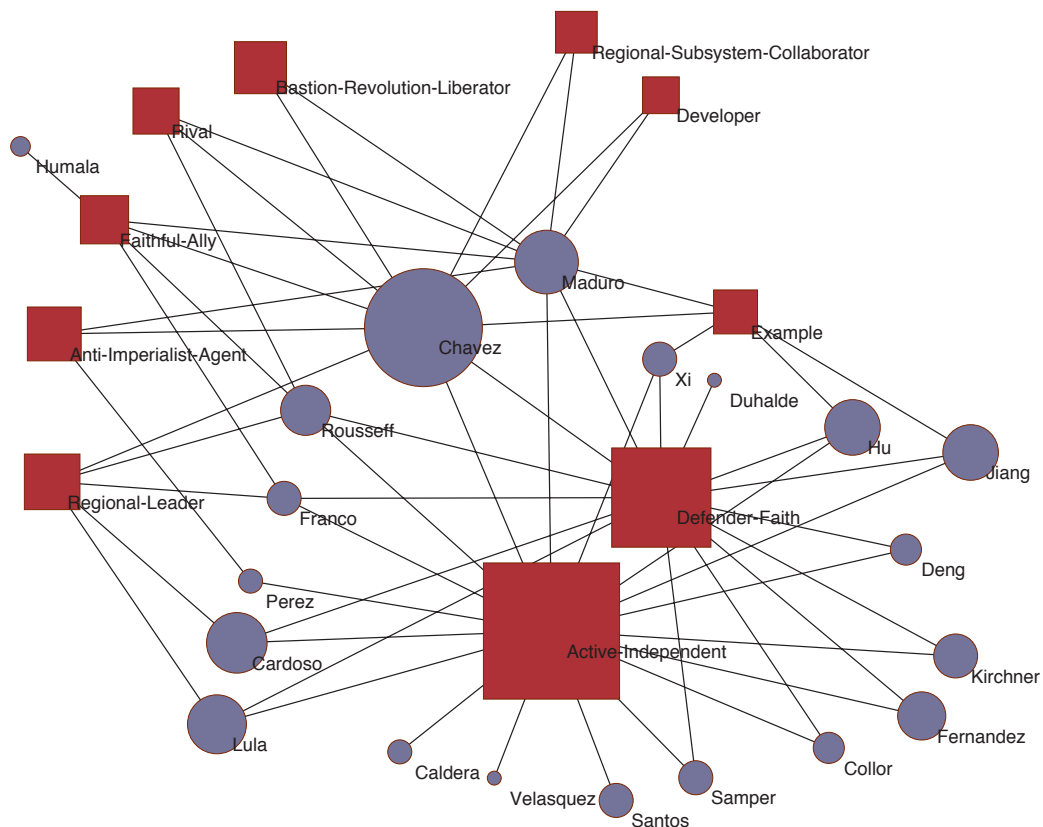 Regional-Subsystem-Collaborator
Bastion-Revolution-Liberator
Developer
Rival
Humala
Faithful-Ally
Maduro
Example
Chavez
Anti-Imperialist-Agent
Xi
Duhalde
Rousseff
Hu
Jiang
Regional-Leader
Franco
Defender-Faith
Deng
Perez
Active-Independent
Cardoso
Kirchner
Fernandez
Lula
Caldera
Collor
Velasquez
Samper
Santos